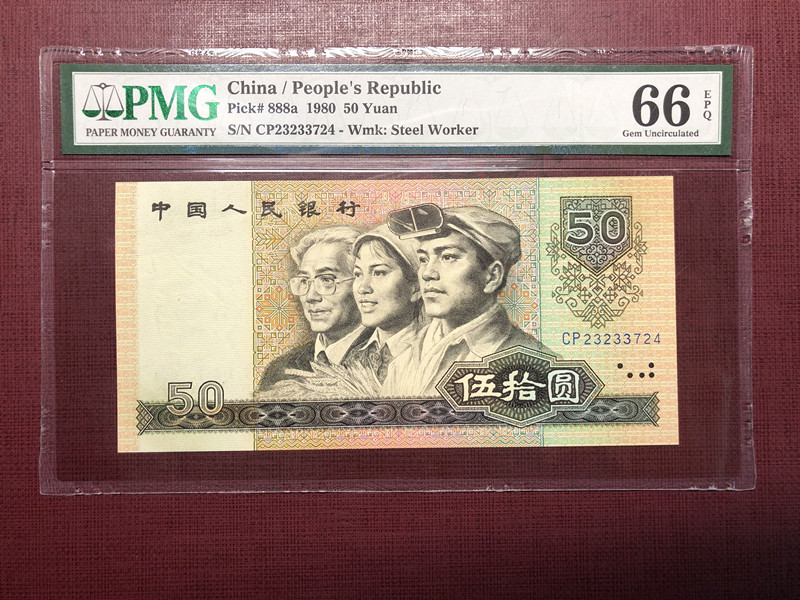 PMG
PAPER MONEY GUARANTY
China / People's Republic
Pick# 888a 1980 50 Yuan
S/N CP23233724 - Wmk: Steel Worker
66
EPQ
Gem Uncirculated
中国人民银行
50
CP23233724
50
伍拾圆